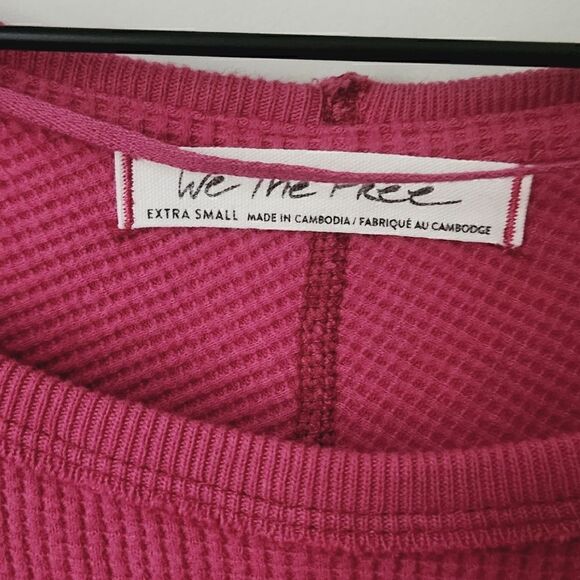 We The Free
EXTRA SMALL MADE IN CAMBODIA / FABRIQUÉ AU CAMBODGE